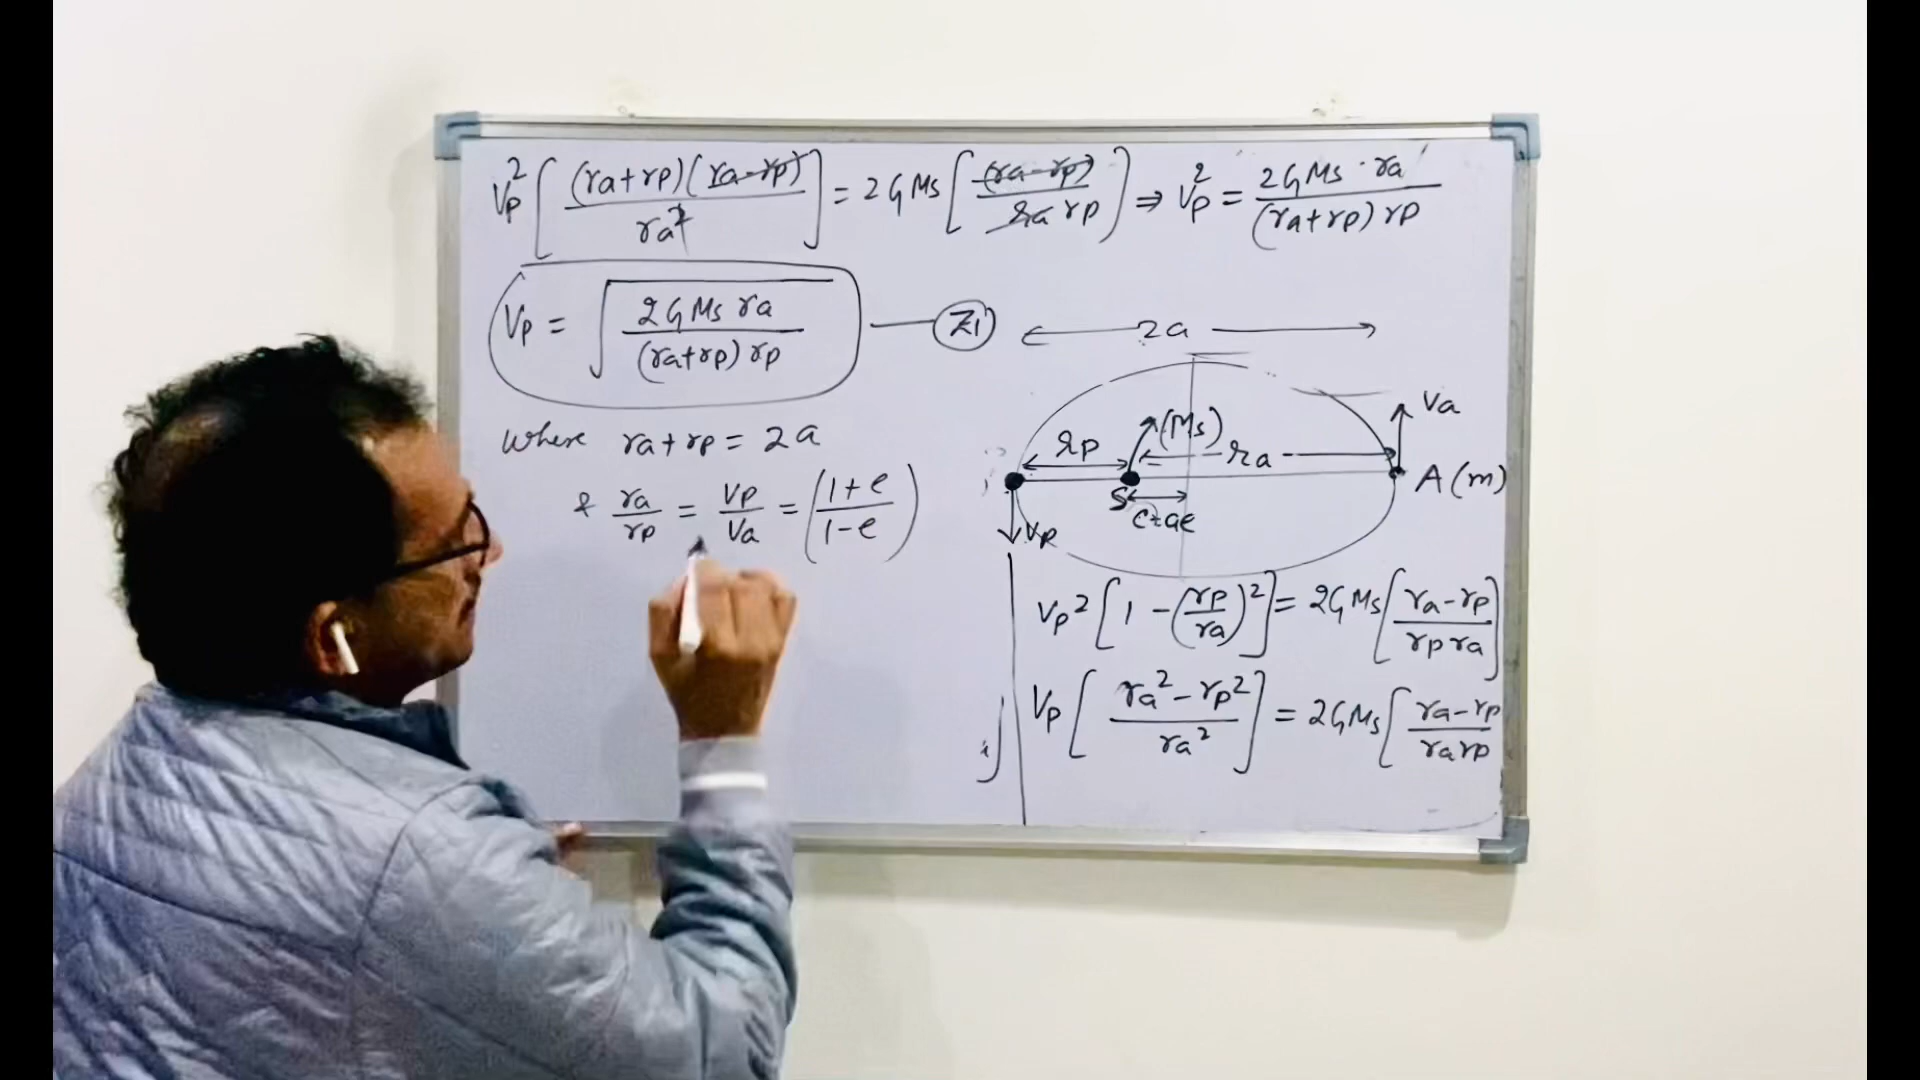 Vp² [ (ra+rp)(ra-rp) / ra² ] = 2GMs [ (ra-rp) / ra rp ] ⇒ Vp² = 2GMs · ra / (ra+rp) rp
Vp = √( 2GMs ra / (ra+rp) rp ) — Z1
where ra + rp = 2a
& ra/rp = Vp/Va = ( 1+e / 1-e )
2a
Va
(Ms)
rp
ra
A (m)
S
c=ae
Vp
Vp² [ 1 - (rp/ra)² ] = 2GMs [ ra-rp / rp ra ]
Vp [ ra² - rp² / ra² ] = 2GMs [ ra-rp / ra rp